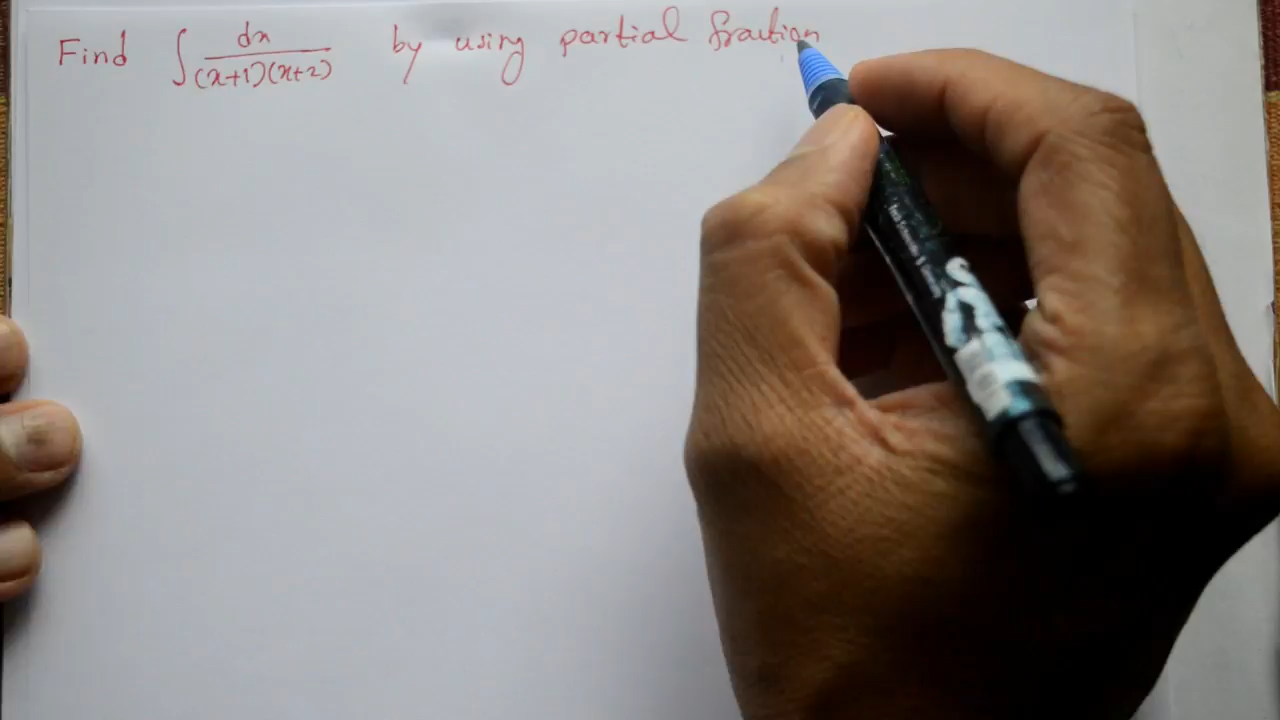 Find ∫ dx/((x+1)(x+2)) by using partial fraction